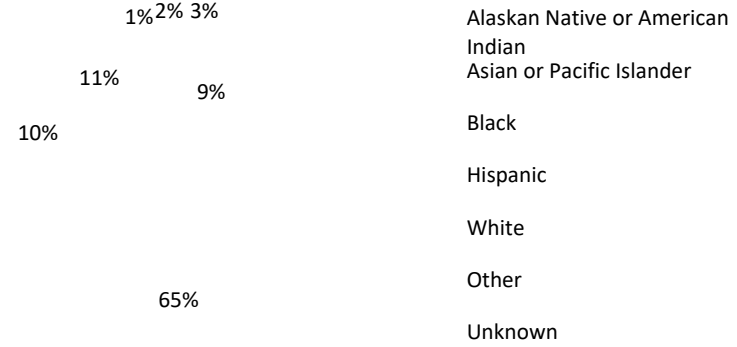 1% 2% 3%
11%
9%
10%
65%
Alaskan Native or American
Indian
Asian or Pacific Islander
Black
Hispanic
White
Other
Unknown